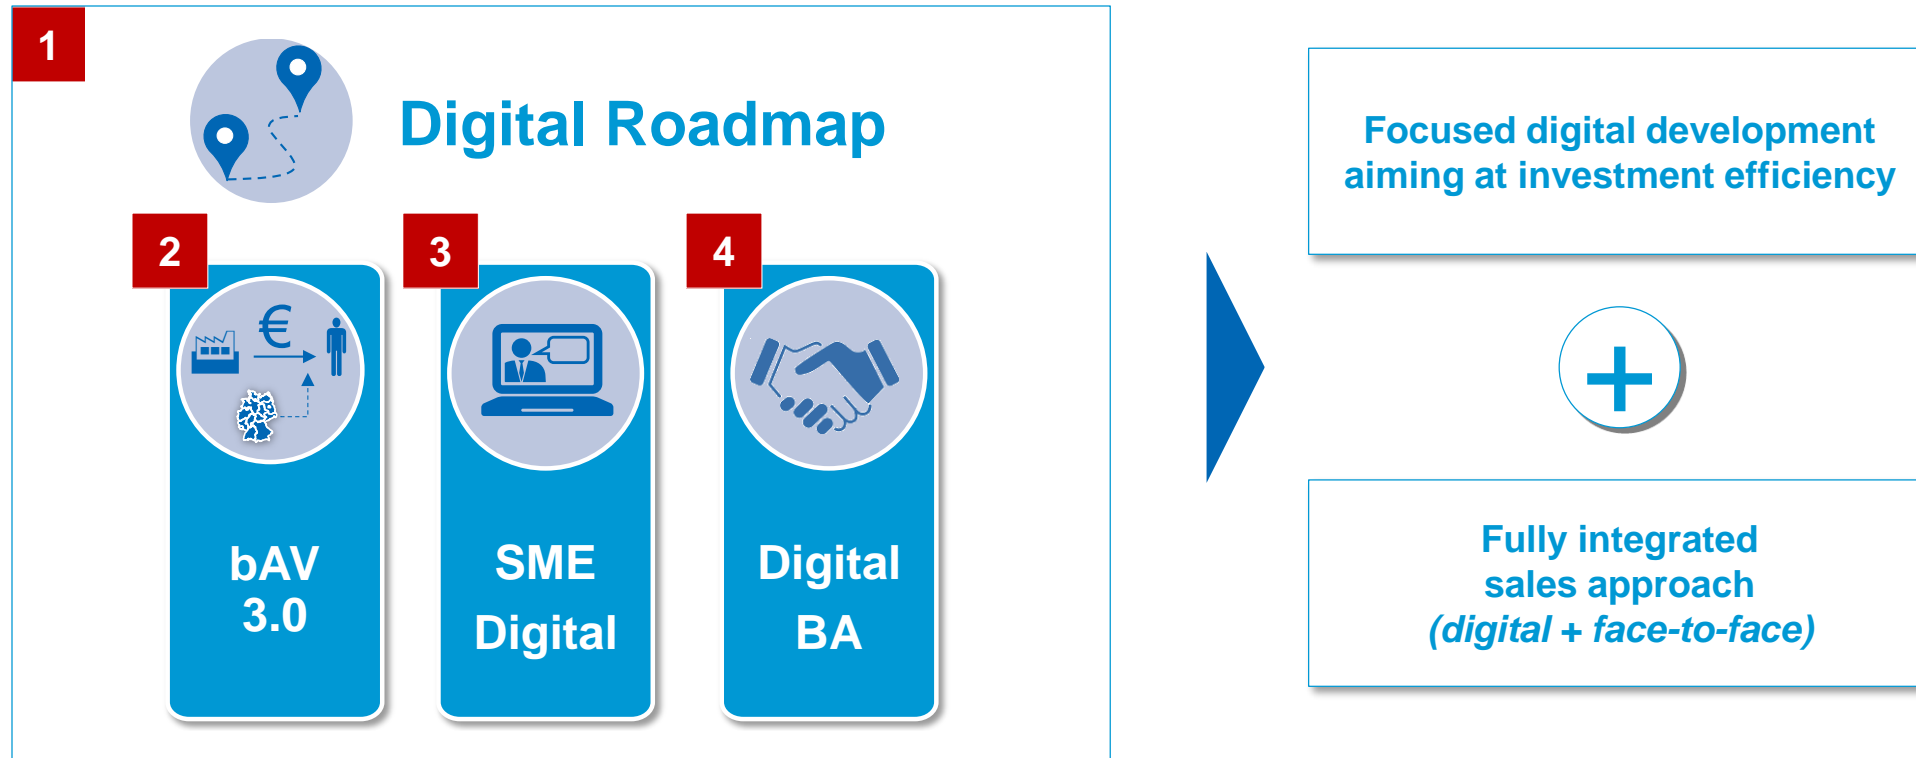 1
Digital Roadmap
2
3
4
€
bAV
3.0
SME
Digital
Digital
BA
Focused digital development
aiming at investment efficiency
+
Fully integrated
sales approach
(digital + face-to-face)